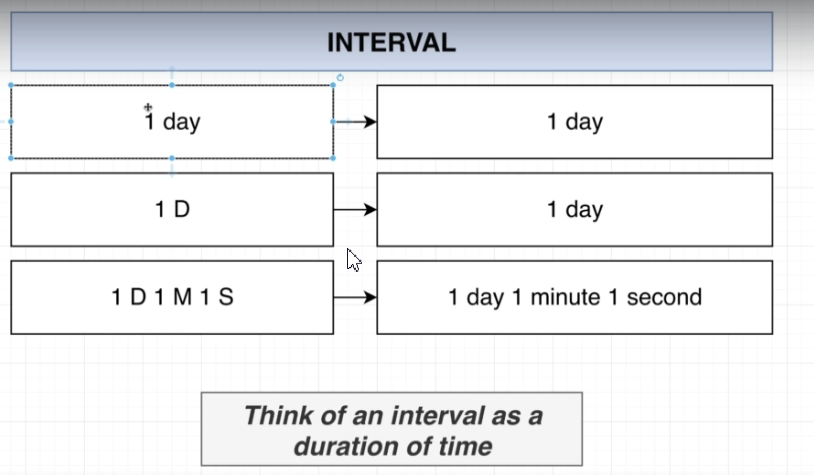 INTERVAL
1 day
1 day
1 D
1 day
1 D 1 M 1 S
1 day 1 minute 1 second
Think of an interval as a
duration of time